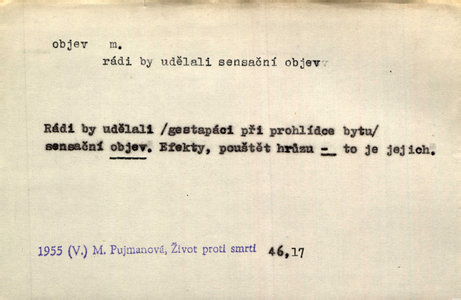 objev m.
rádi by udělali sensační objev
Rádi by udělali /gestapáci při prohlídce bytu/
sensační objev. Efekty, pouštět hrůzu - to je jejich.
1955 (V.) M. Pujmanová, Život proti smrti 46,17